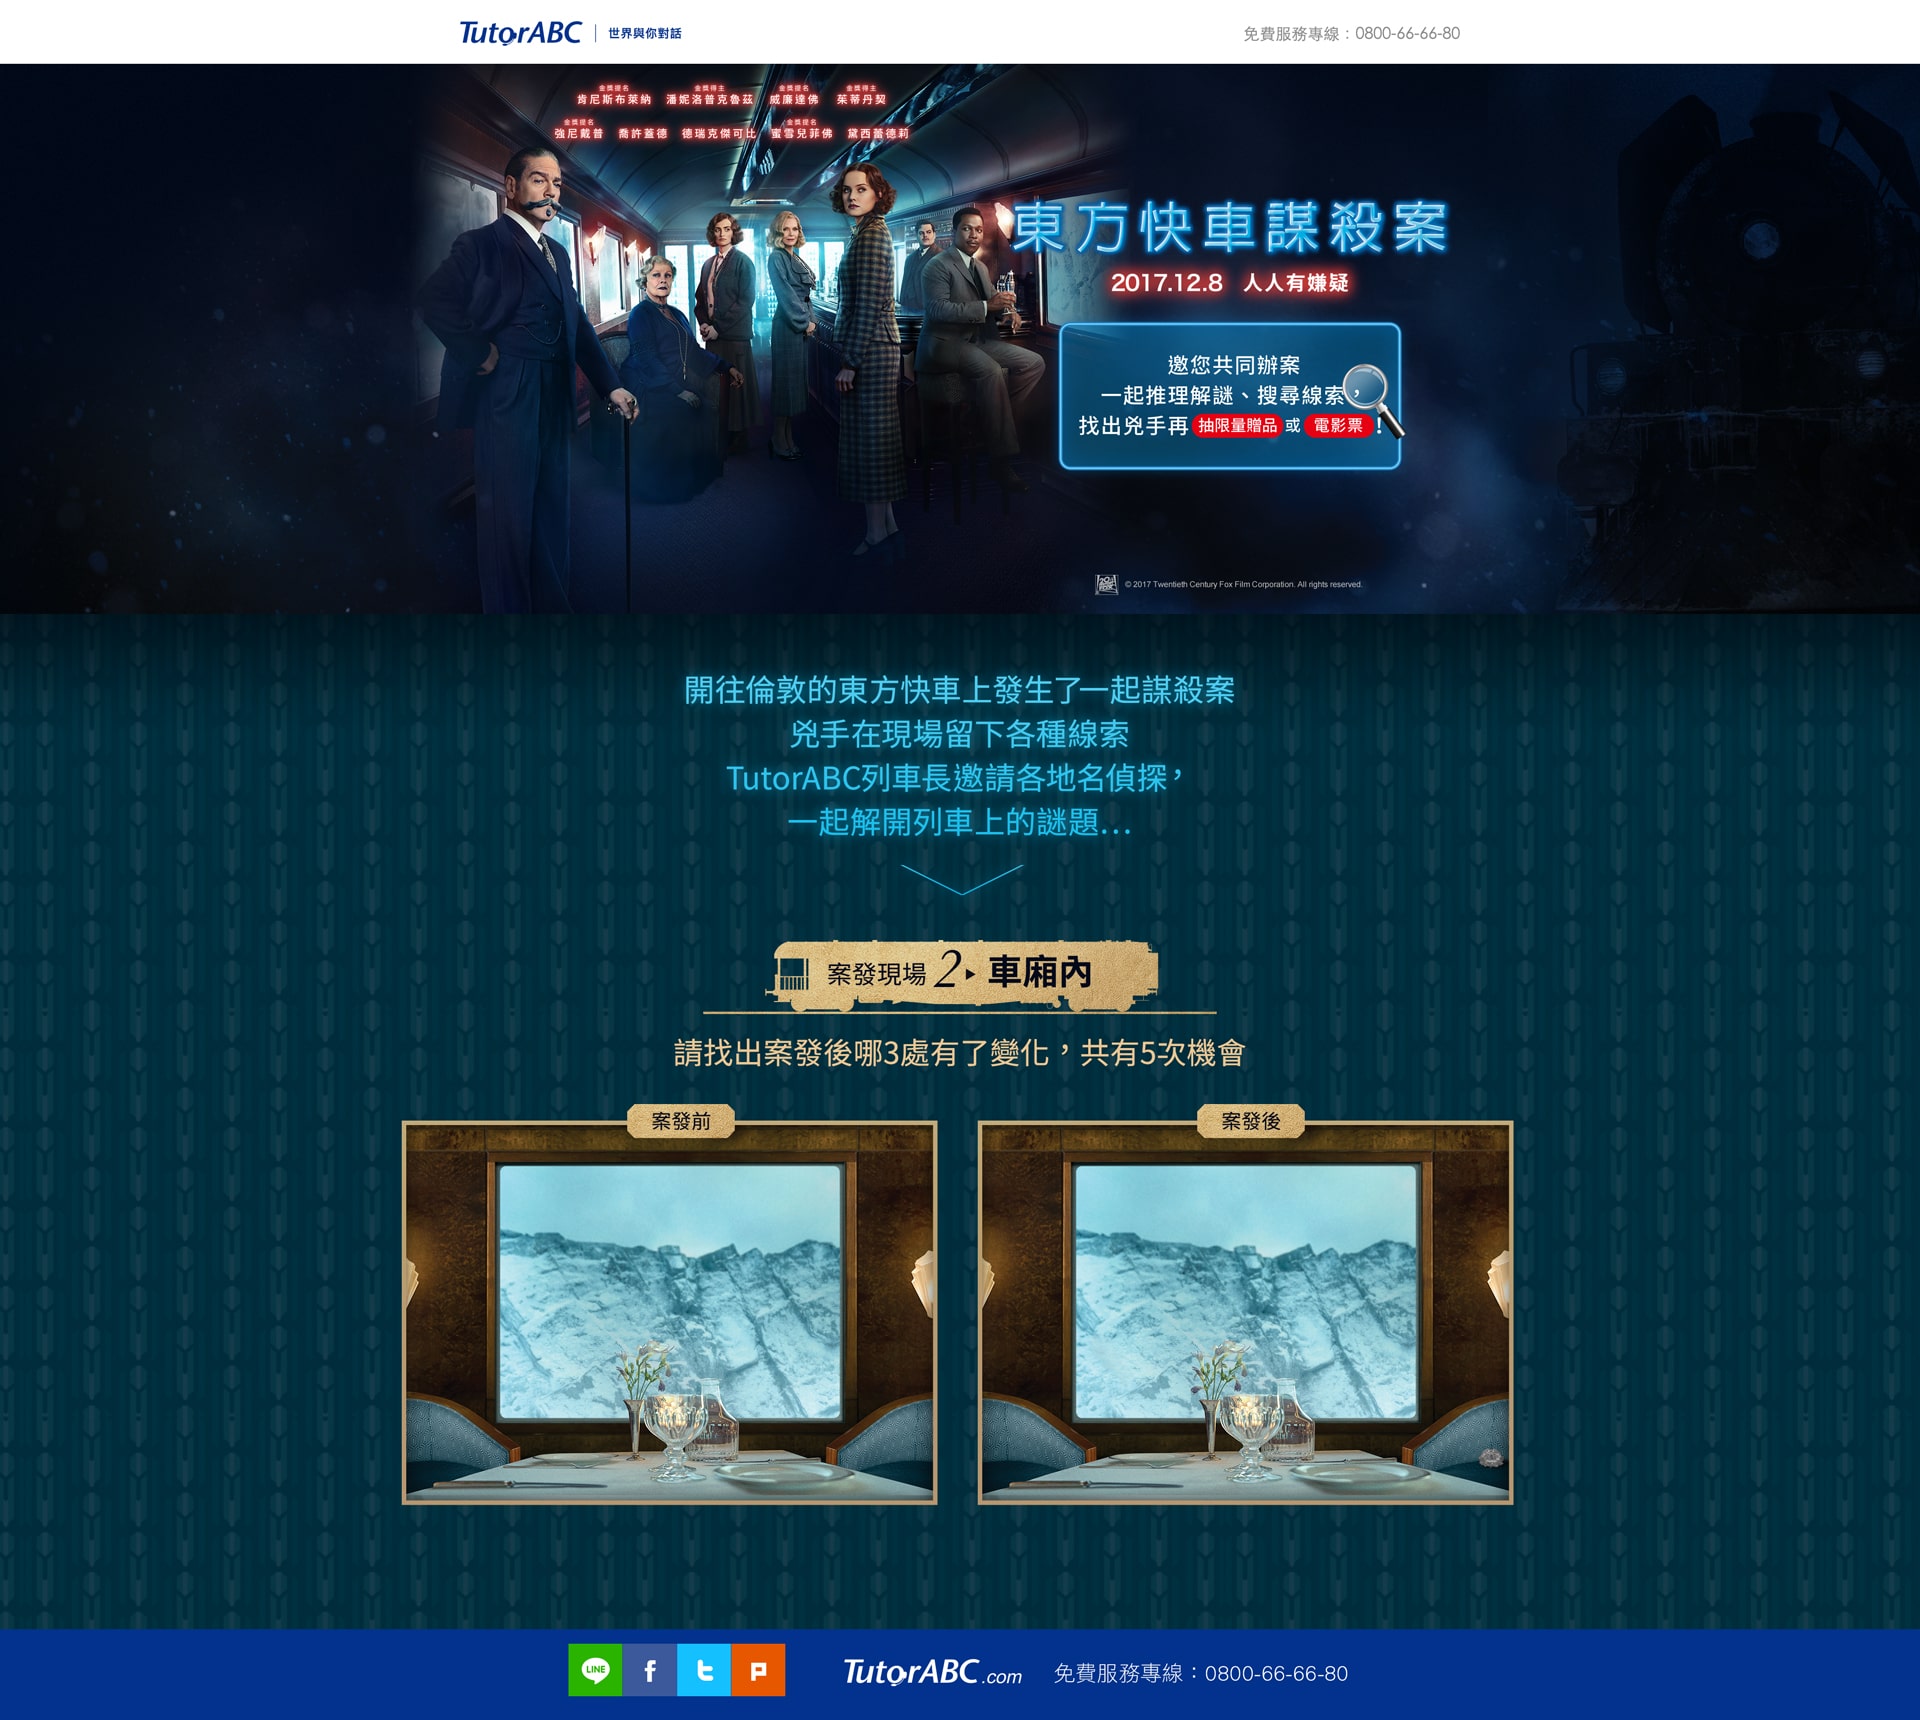 TutorABC 世界與你對話
免費服務專線：0800-66-66-80
金獎提名 金獎得主 金獎提名 金獎得主
肯尼斯布萊納 潘妮洛普克魯茲 威廉達佛 茱蒂丹契
金獎提名 金獎提名
強尼戴普 喬許蓋德 德瑞克傑可比 蜜雪兒菲佛 黛西蕾德莉
東方快車謀殺案
2017.12.8 人人有嫌疑
邀您共同辦案
一起推理解謎、搜尋線索，
找出兇手再 抽限量贈品 或 電影票！
© 2017 Twentieth Century Fox Film Corporation. All rights reserved.
開往倫敦的東方快車上發生了一起謀殺案
兇手在現場留下各種線索
TutorABC列車長邀請各地名偵探，
一起解開列車上的謎題…
案發現場 2 ▸ 車廂內
請找出案發後哪3處有了變化，共有5次機會
案發前
案發後
LINE
TutorABC.com 免費服務專線：0800-66-66-80